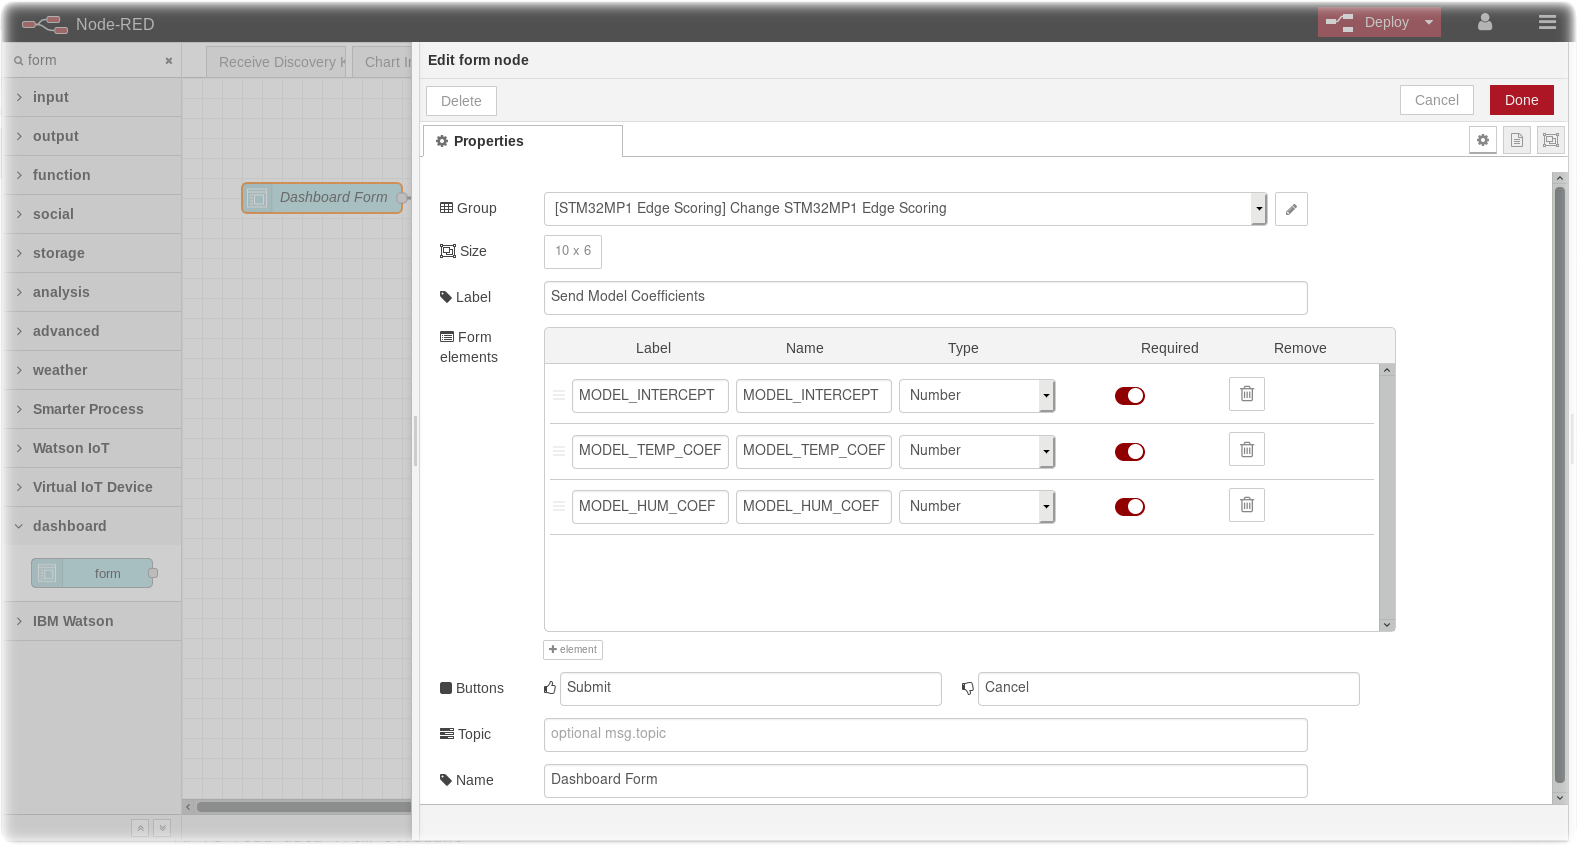 Node-RED
Deploy
form
Receive Discovery
Chart
Edit form node
Delete
Cancel
Done
Properties
input
output
function
social
storage
analysis
advanced
weather
Smarter Process
Watson IoT
Virtual IoT Device
dashboard
form
IBM Watson
Dashboard Form
Group
[STM32MP1 Edge Scoring] Change STM32MP1 Edge Scoring
Size
10 x 6
Label
Send Model Coefficients
Form
elements
Label Name Type Required Remove
MODEL_INTERCEPT MODEL_INTERCEPT Number
MODEL_TEMP_COEF MODEL_TEMP_COEF Number
MODEL_HUM_COEF MODEL_HUM_COEF Number
+ element
Buttons
Submit
Cancel
Topic
optional msg.topic
Name
Dashboard Form